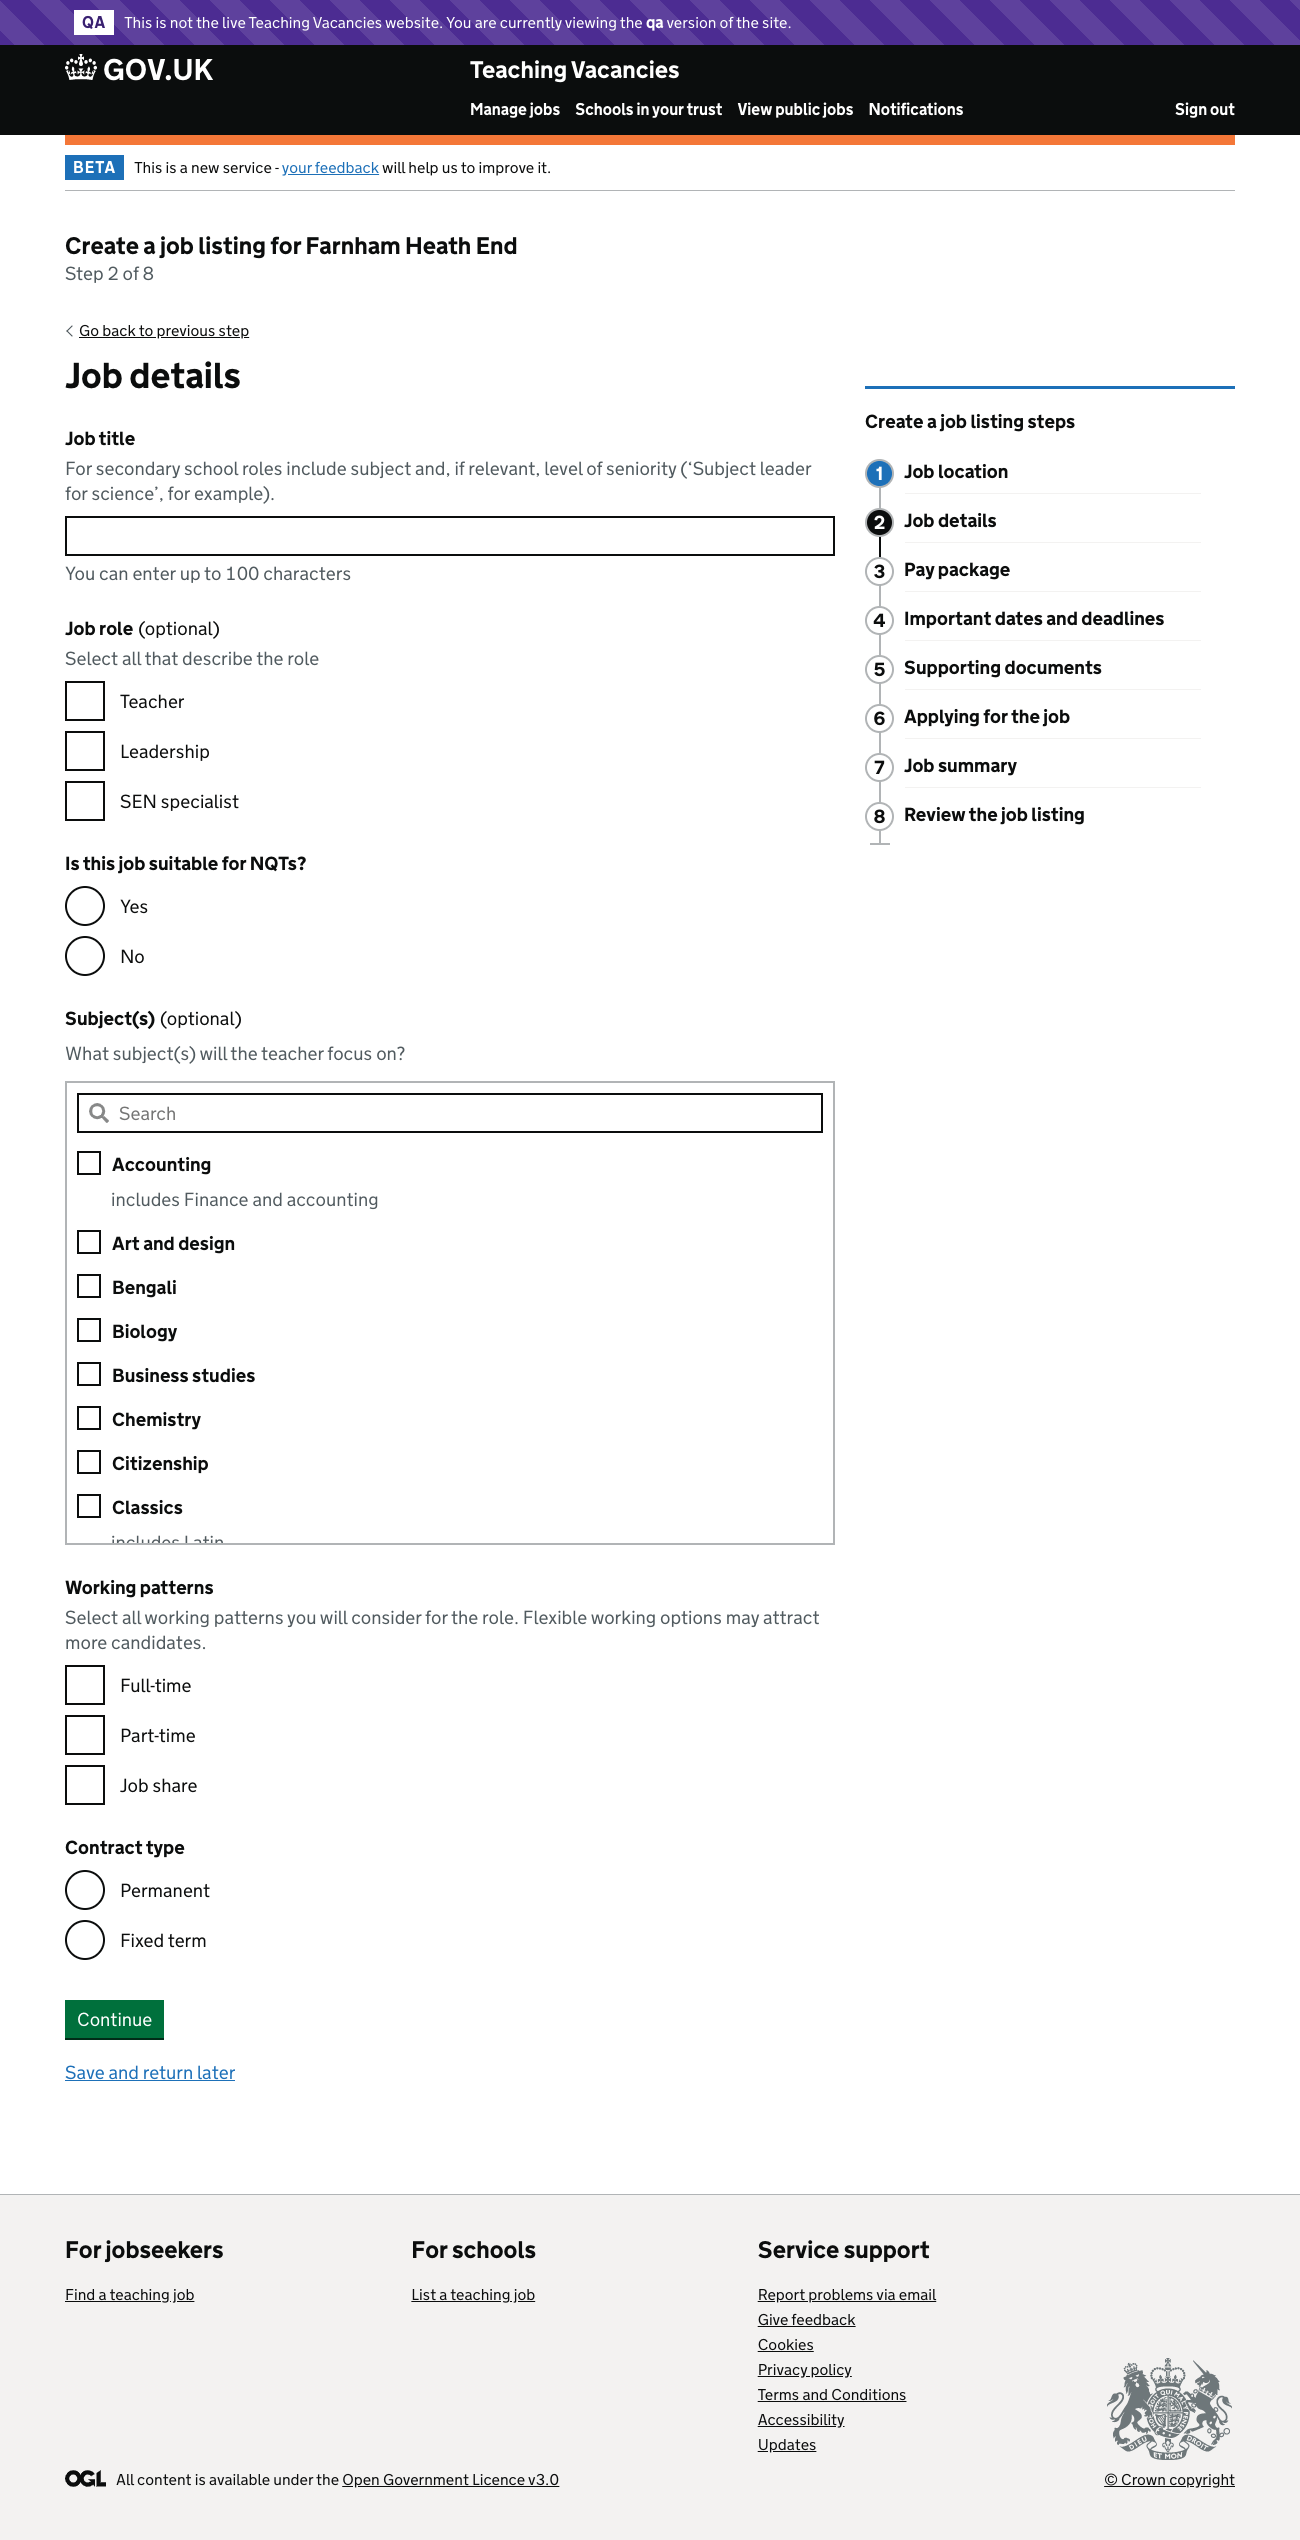 QA This is not the live Teaching Vacancies website. You are currently viewing the qa version of the site.
GOV.UK
Teaching Vacancies
Manage jobs Schools in your trust View public jobs Notifications Sign out
BETA This is a new service - your feedback will help us to improve it.
Create a job listing for Farnham Heath End
Step 2 of 8
Go back to previous step
Job details
Job title
For secondary school roles include subject and, if relevant, level of seniority (‘Subject leader
for science’, for example).
You can enter up to 100 characters
Job role (optional)
Select all that describe the role
Teacher
Leadership
SEN specialist
Is this job suitable for NQTs?
Yes
No
Subject(s) (optional)
What subject(s) will the teacher focus on?
Search
Accounting
includes Finance and accounting
Art and design
Bengali
Biology
Business studies
Chemistry
Citizenship
Classics
includes Latin
Working patterns
Select all working patterns you will consider for the role. Flexible working options may attract
more candidates.
Full-time
Part-time
Job share
Contract type
Permanent
Fixed term
Continue
Save and return later
Create a job listing steps
1 Job location
2 Job details
3 Pay package
4 Important dates and deadlines
5 Supporting documents
6 Applying for the job
7 Job summary
8 Review the job listing
For jobseekers
Find a teaching job
For schools
List a teaching job
Service support
Report problems via email
Give feedback
Cookies
Privacy policy
Terms and Conditions
Accessibility
Updates
DIEU ET MON DROIT
OGL All content is available under the Open Government Licence v3.0
© Crown copyright